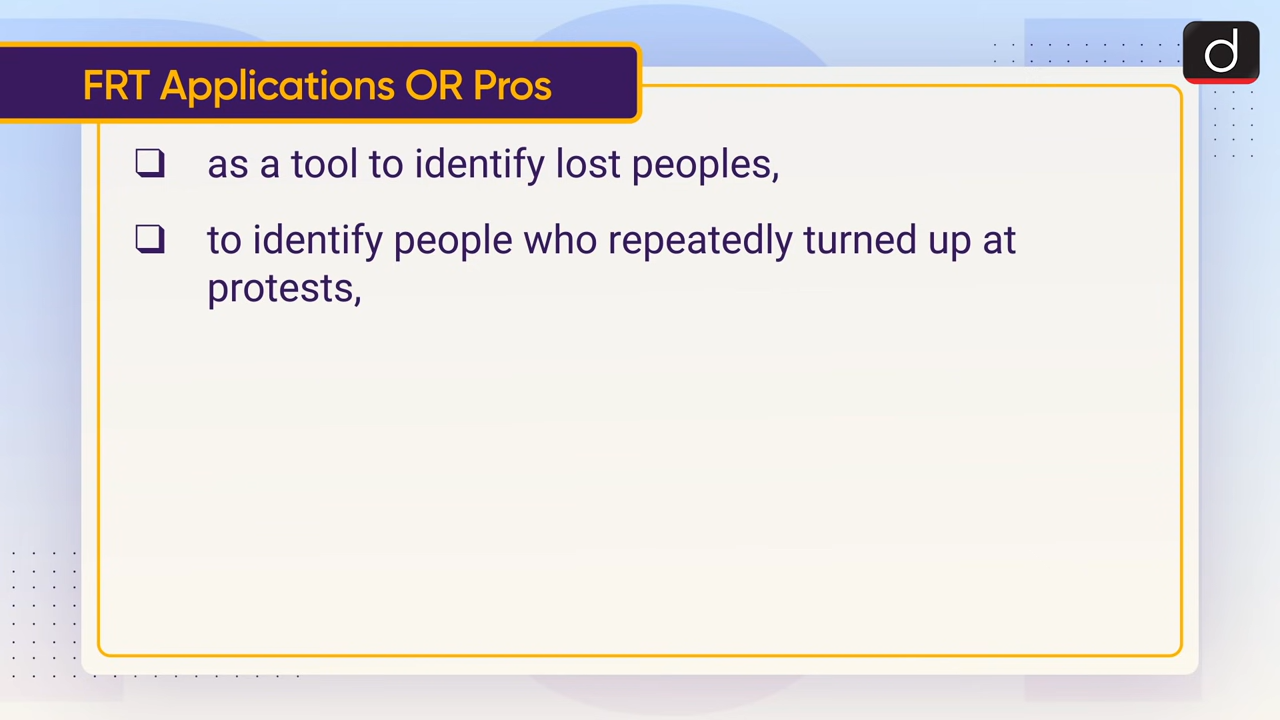 FRT Applications OR Pros
d
❑ as a tool to identify lost peoples,
❑ to identify people who repeatedly turned up at
protests,